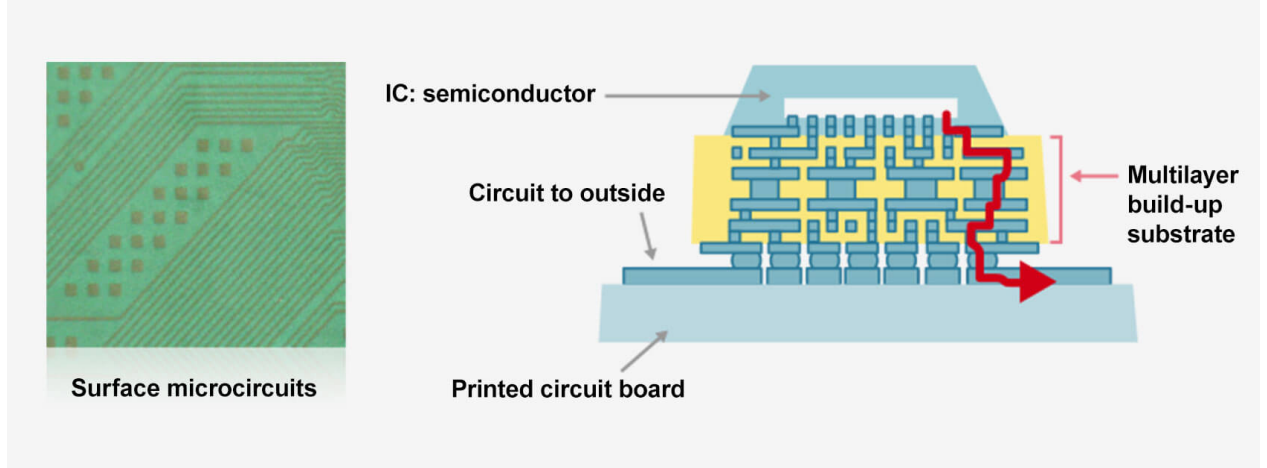 IC: semiconductor
Circuit to outside
Multilayer
build-up
substrate
Surface microcircuits
Printed circuit board